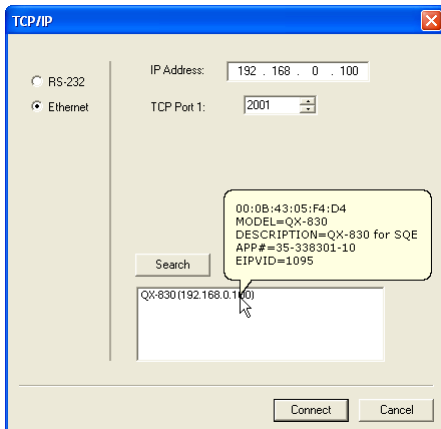 TCP/IP
RS-232
Ethernet
IP Address: 192 . 168 . 0 . 100
TCP Port 1: 2001
00:0B:43:05:F4:D4
MODEL=QX-830
DESCRIPTION=QX-830 for SQE
APP#=35-338301-10
EIPVID=1095
Search
QX-830(192.168.0.100)
Connect Cancel